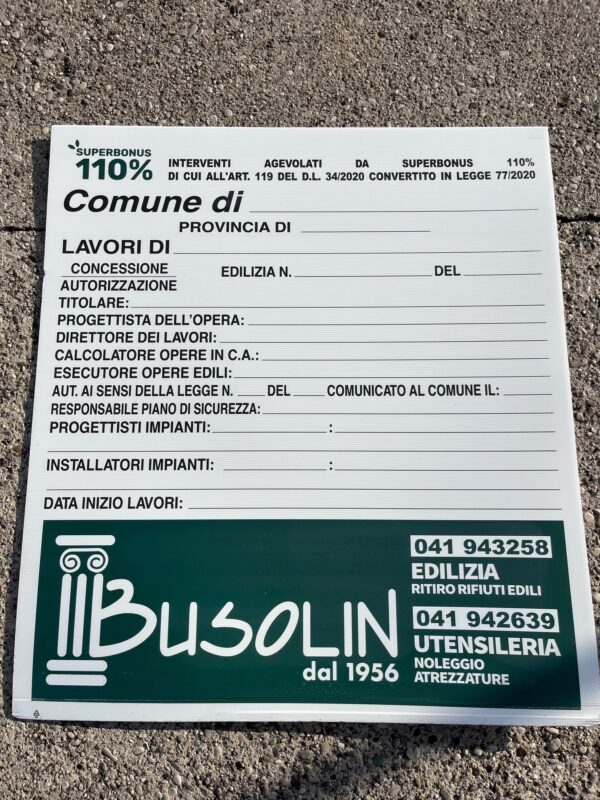 SUPERBONUS
110%
INTERVENTI AGEVOLATI DA SUPERBONUS 110%
DI CUI ALL'ART. 119 DEL D.L. 34/2020 CONVERTITO IN LEGGE 77/2020
Comune di
PROVINCIA DI
LAVORI DI
CONCESSIONE
EDILIZIA N. DEL
AUTORIZZAZIONE
TITOLARE:
PROGETTISTA DELL'OPERA:
DIRETTORE DEI LAVORI:
CALCOLATORE OPERE IN C.A.:
ESECUTORE OPERE EDILI:
AUT. AI SENSI DELLA LEGGE N. DEL COMUNICATO AL COMUNE IL:
RESPONSABILE PIANO DI SICUREZZA:
PROGETTISTI IMPIANTI: :
INSTALLATORI IMPIANTI: :
DATA INIZIO LAVORI:
BUSOLIN
dal 1956
041 943258
EDILIZIA
RITIRO RIFIUTI EDILI
041 942639
UTENSILERIA
NOLEGGIO
ATREZZATURE